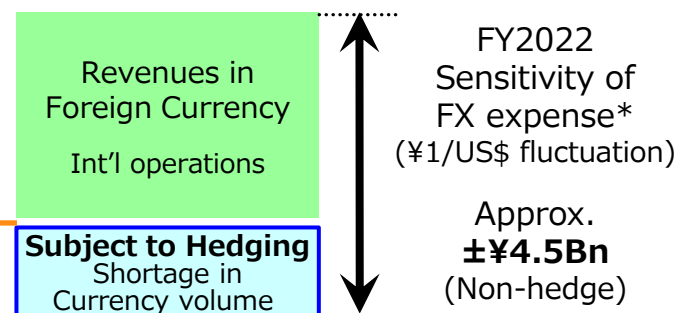 Revenues in
Foreign Currency
Int'l operations
Subject to Hedging
Shortage in
Currency volume
FY2022
Sensitivity of
FX expense*
(¥1/US$ fluctuation)
Approx.
±¥4.5Bn
(Non-hedge)